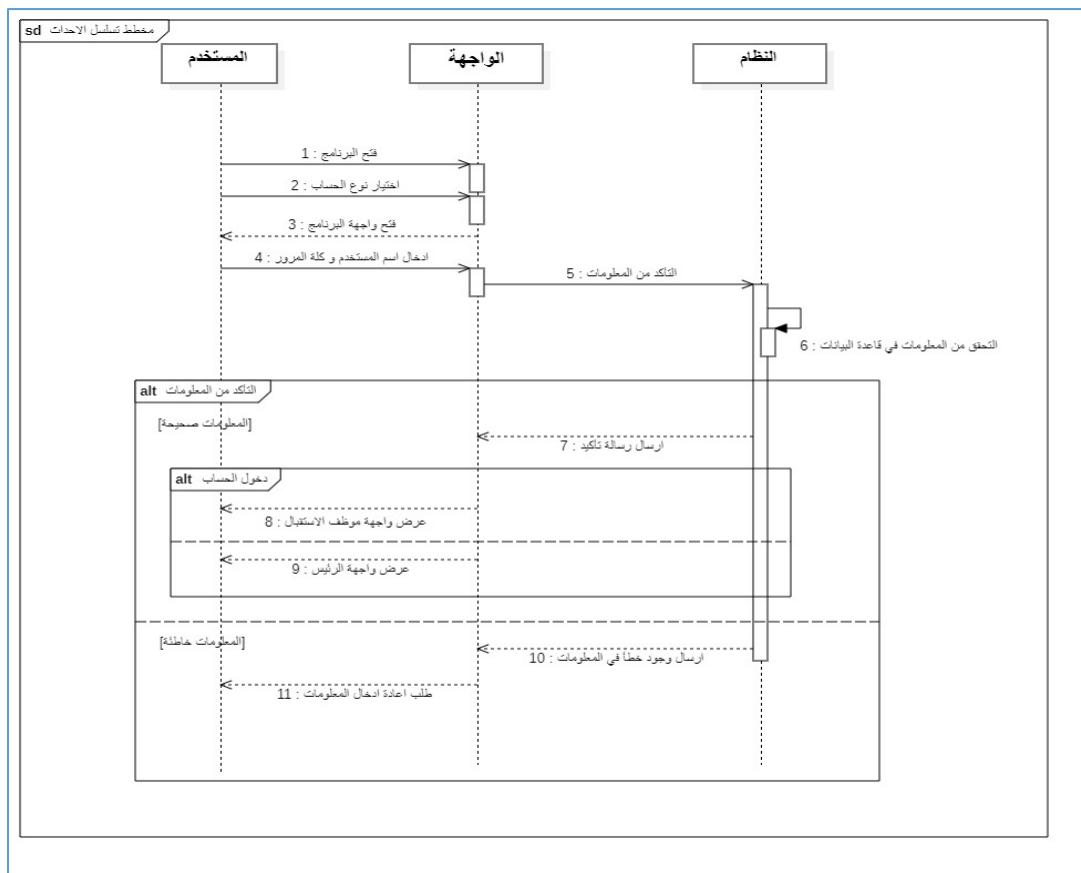 sd مخطط تسلسل الاحداث
المستخدم
الواجهة
النظام
1 : فتح البرنامج
2 : اختيار نوع الحساب
3 : فتح واجهة البرنامج
4 : ادخال اسم المستخدم و كلة المرور
5 : التأكد من المعلومات
6 : التحقق من المعلومات في قاعدة البيانات
alt التأكد من المعلومات
[المعلومات صحيحة]
7 : ارسال رسالة تأكيد
alt دخول الحساب
8 : عرض واجهة موظف الاستقبال
9 : عرض واجهة الرئيس
[المعلومات خاطئة]
10 : ارسال وجود خطأ في المعلومات
11 : طلب اعادة ادخال المعلومات